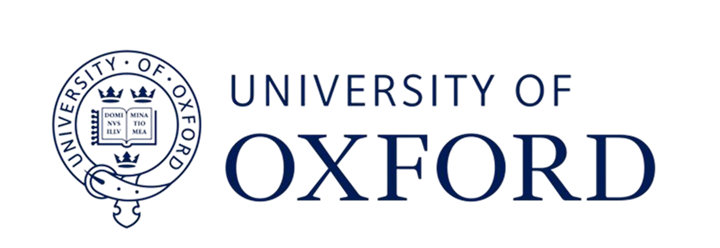 UNIVERSITY · OF · OXFORD
DOMI
NVS
ILLV
MINA
TIO
MEA
UNIVERSITY OF
OXFORD